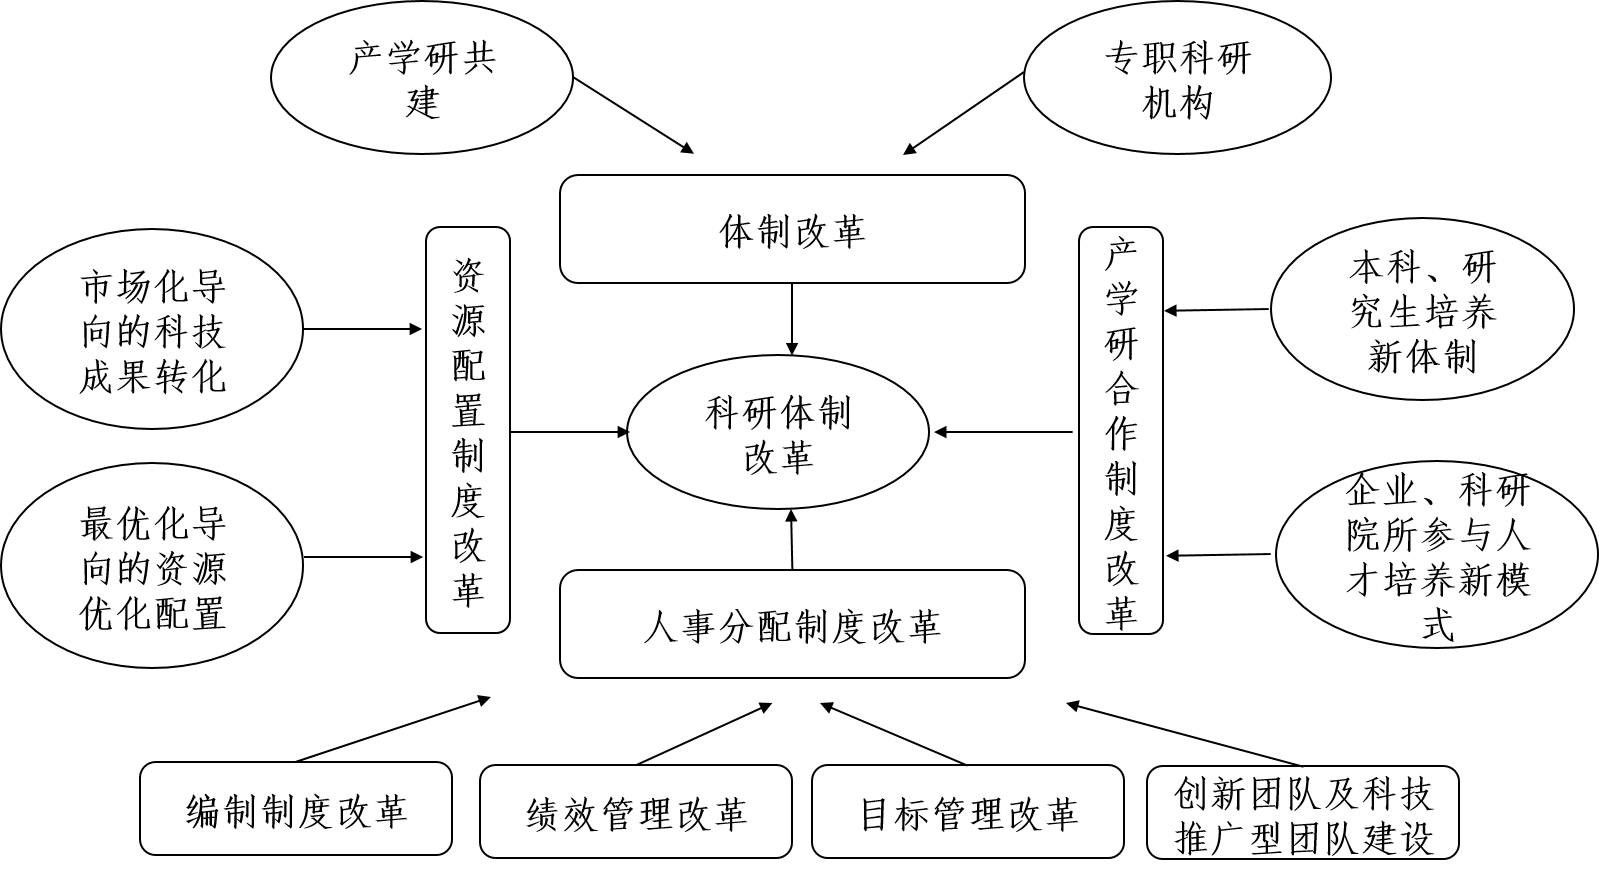 产学研共
建
专职科研
机构
体制改革
市场化导
向的科技
成果转化
资源配置制度改革
产学研合作制度改革
本科、研
究生培养
新体制
科研体制
改革
最优化导
向的资源
优化配置
企业、科研
院所参与人
才培养新模
式
人事分配制度改革
编制制度改革
绩效管理改革
目标管理改革
创新团队及科技
推广型团队建设